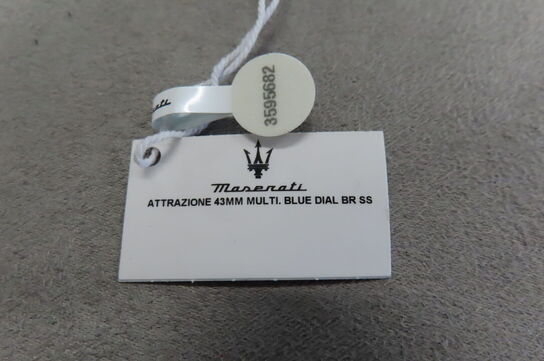 3595682
Maserati
ATTRAZIONE 43MM MULTI. BLUE DIAL BR SS